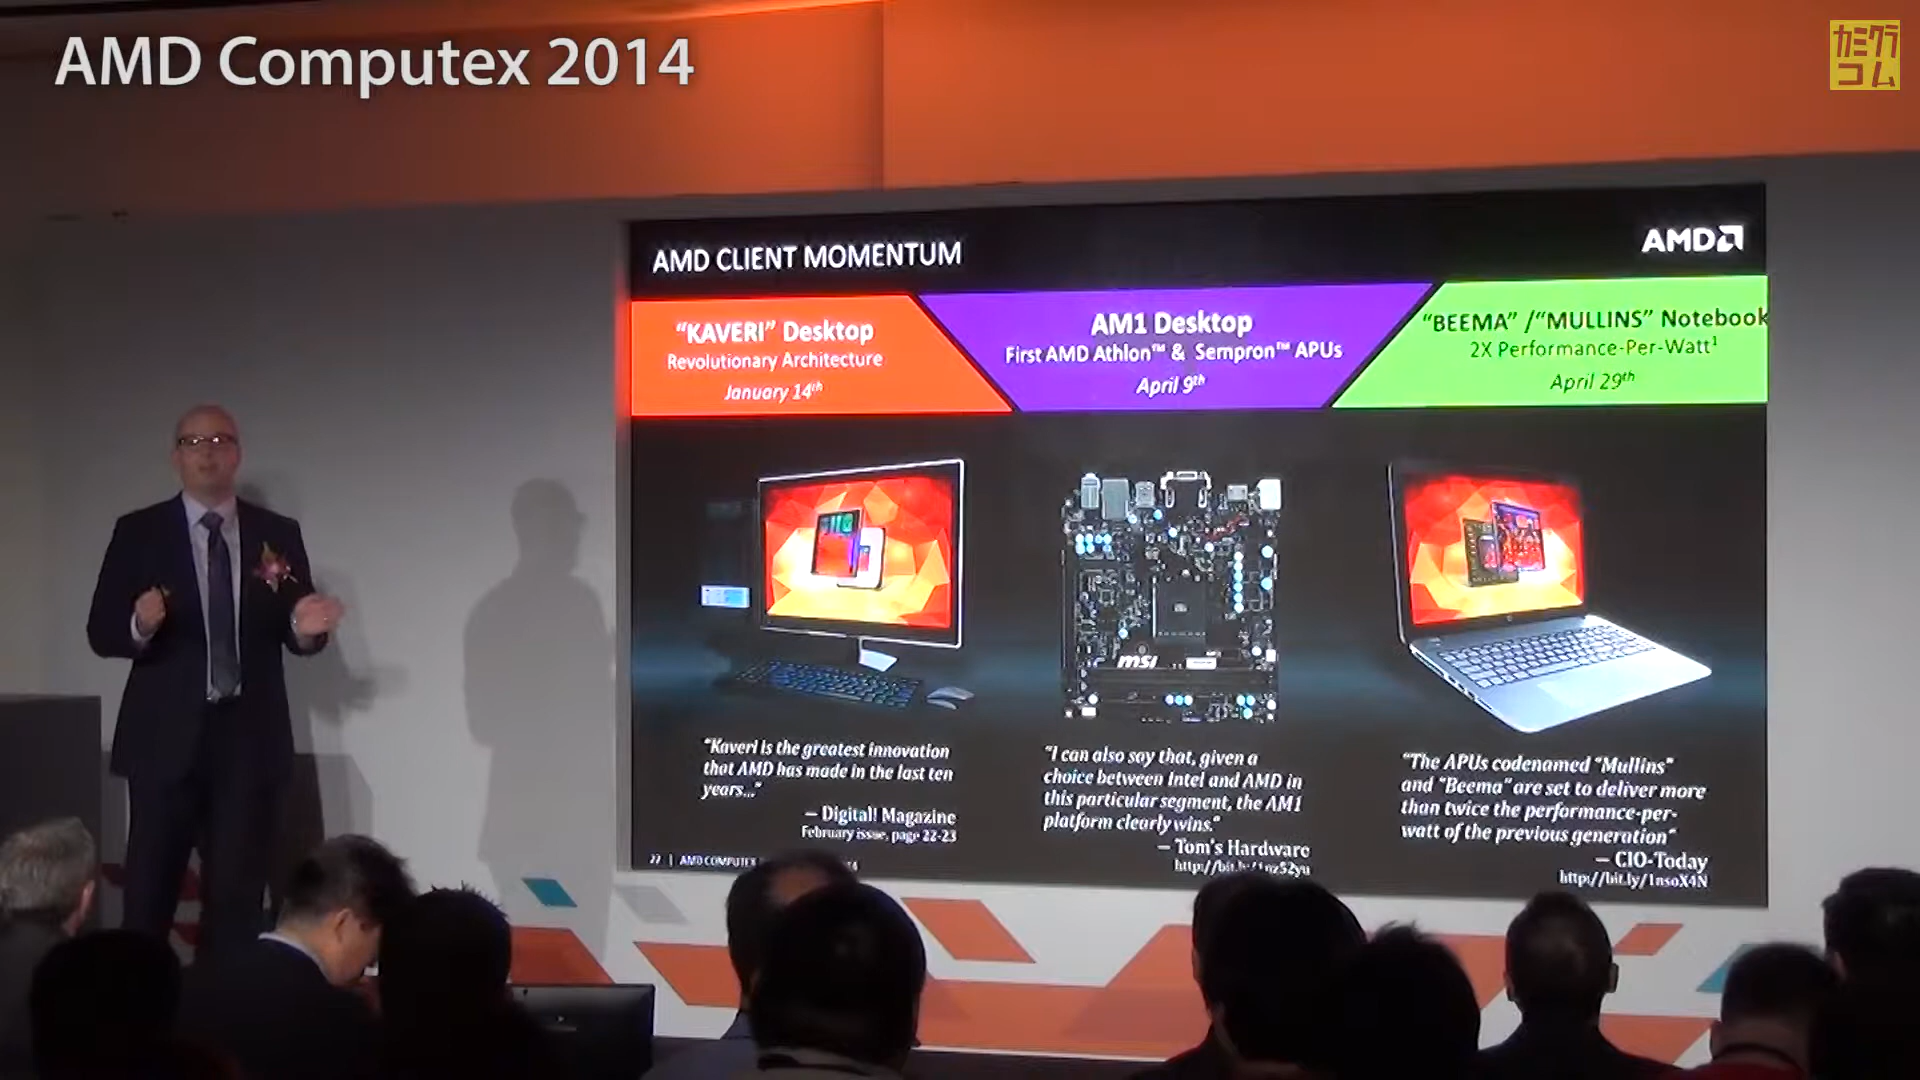 AMD Computex 2014
カミクラ
コム
AMD CLIENT MOMENTUM
AMD
"KAVERI" Desktop
Revolutionary Architecture
January 14th
AM1 Desktop
First AMD Athlon™ & Sempron™ APUs
April 9th
"BEEMA" /"MULLINS" Notebook
2X Performance-Per-Watt1
April 29th
msi
"Kaveri is the greatest innovation
that AMD has made in the last ten
years..."
— Digital! Magazine
February issue, page 22-23
"I can also say that, given a
choice between Intel and AMD in
this particular segment, the AM1
platform clearly wins."
— Tom's Hardware
"The APUs codenamed "Mullins"
and "Beema" are set to deliver more
than twice the performance-per-
watt of the previous generation"
— CIO-Today
http://bit.ly/1nsoX4N
| AMD COMPUTEX